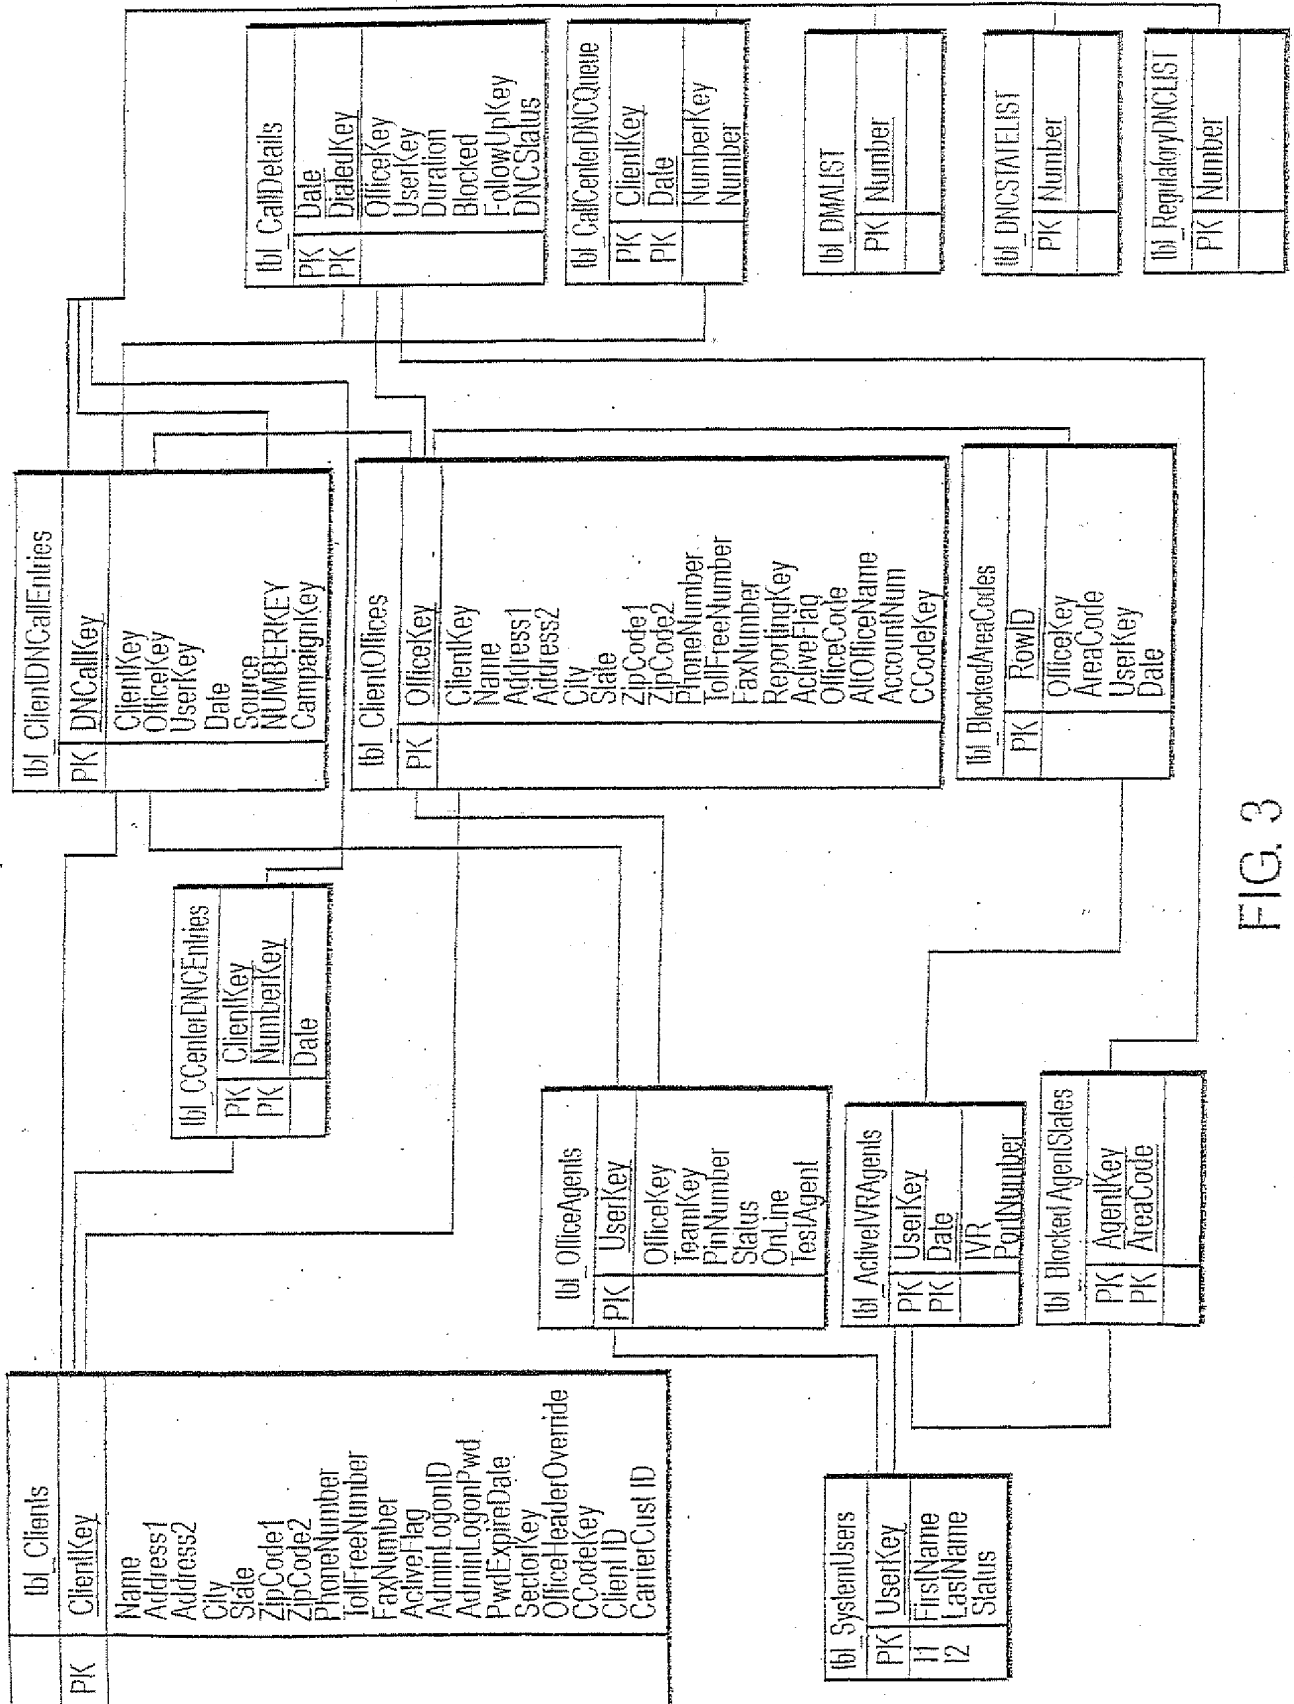 tbl_Clients
PK ClientKey
Name
Address1
Address2
City
State
ZipCode1
ZipCode2
PhoneNumber
TollFreeNumber
FaxNumber
ActiveFlag
AdminLogonID
AdminLogonPwd
PwdExpireDate
SectorKey
OfficeHeaderOverride
CCodeKey
Client ID
CarrierCust ID
tbl_SystemUsers
PK UserKey
I1 FirstName
I2 LastName
Status
tbl_CCenterDNCEntries
PK ClientKey
PK NumberKey
Date
tbl_OfficeAgents
PK UserKey
OfficeKey
TeamKey
PinNumber
Status
OnLine
TestAgent
tbl_ActiveIVRAgents
PK UserKey
PK Date
IVR
PortNumber
tbl_BlockedAgentStates
PK AgentKey
PK AreaCode
tbl_ClientDNCallEntries
PK DNCallKey
ClientKey
OfficeKey
UserKey
Date
Source
NUMBERKEY
CampaignKey
tbl_ClientOffices
PK OfficeKey
ClientKey
Name
Address1
Address2
City
State
ZipCode1
ZipCode2
PhoneNumber
TollFreeNumber
FaxNumber
ReportingKey
ActiveFlag
OfficeCode
AltOfficeName
AccountNum
CCodeKey
tbl_BlockedAreaCodes
PK RowID
OfficeKey
AreaCode
UserKey
Date
tbl_CallDetails
PK Date
PK DialedKey
OfficeKey
UserKey
Duration
Blocked
FollowUpKey
DNCStatus
tbl_CallCenterDNCQueue
PK ClientKey
PK Date
NumberKey
Number
tbl_DMALIST
PK Number
tbl_DNCSTATELIST
PK Number
tbl_RegulatoryDNCLIST
PK Number
FIG. 3